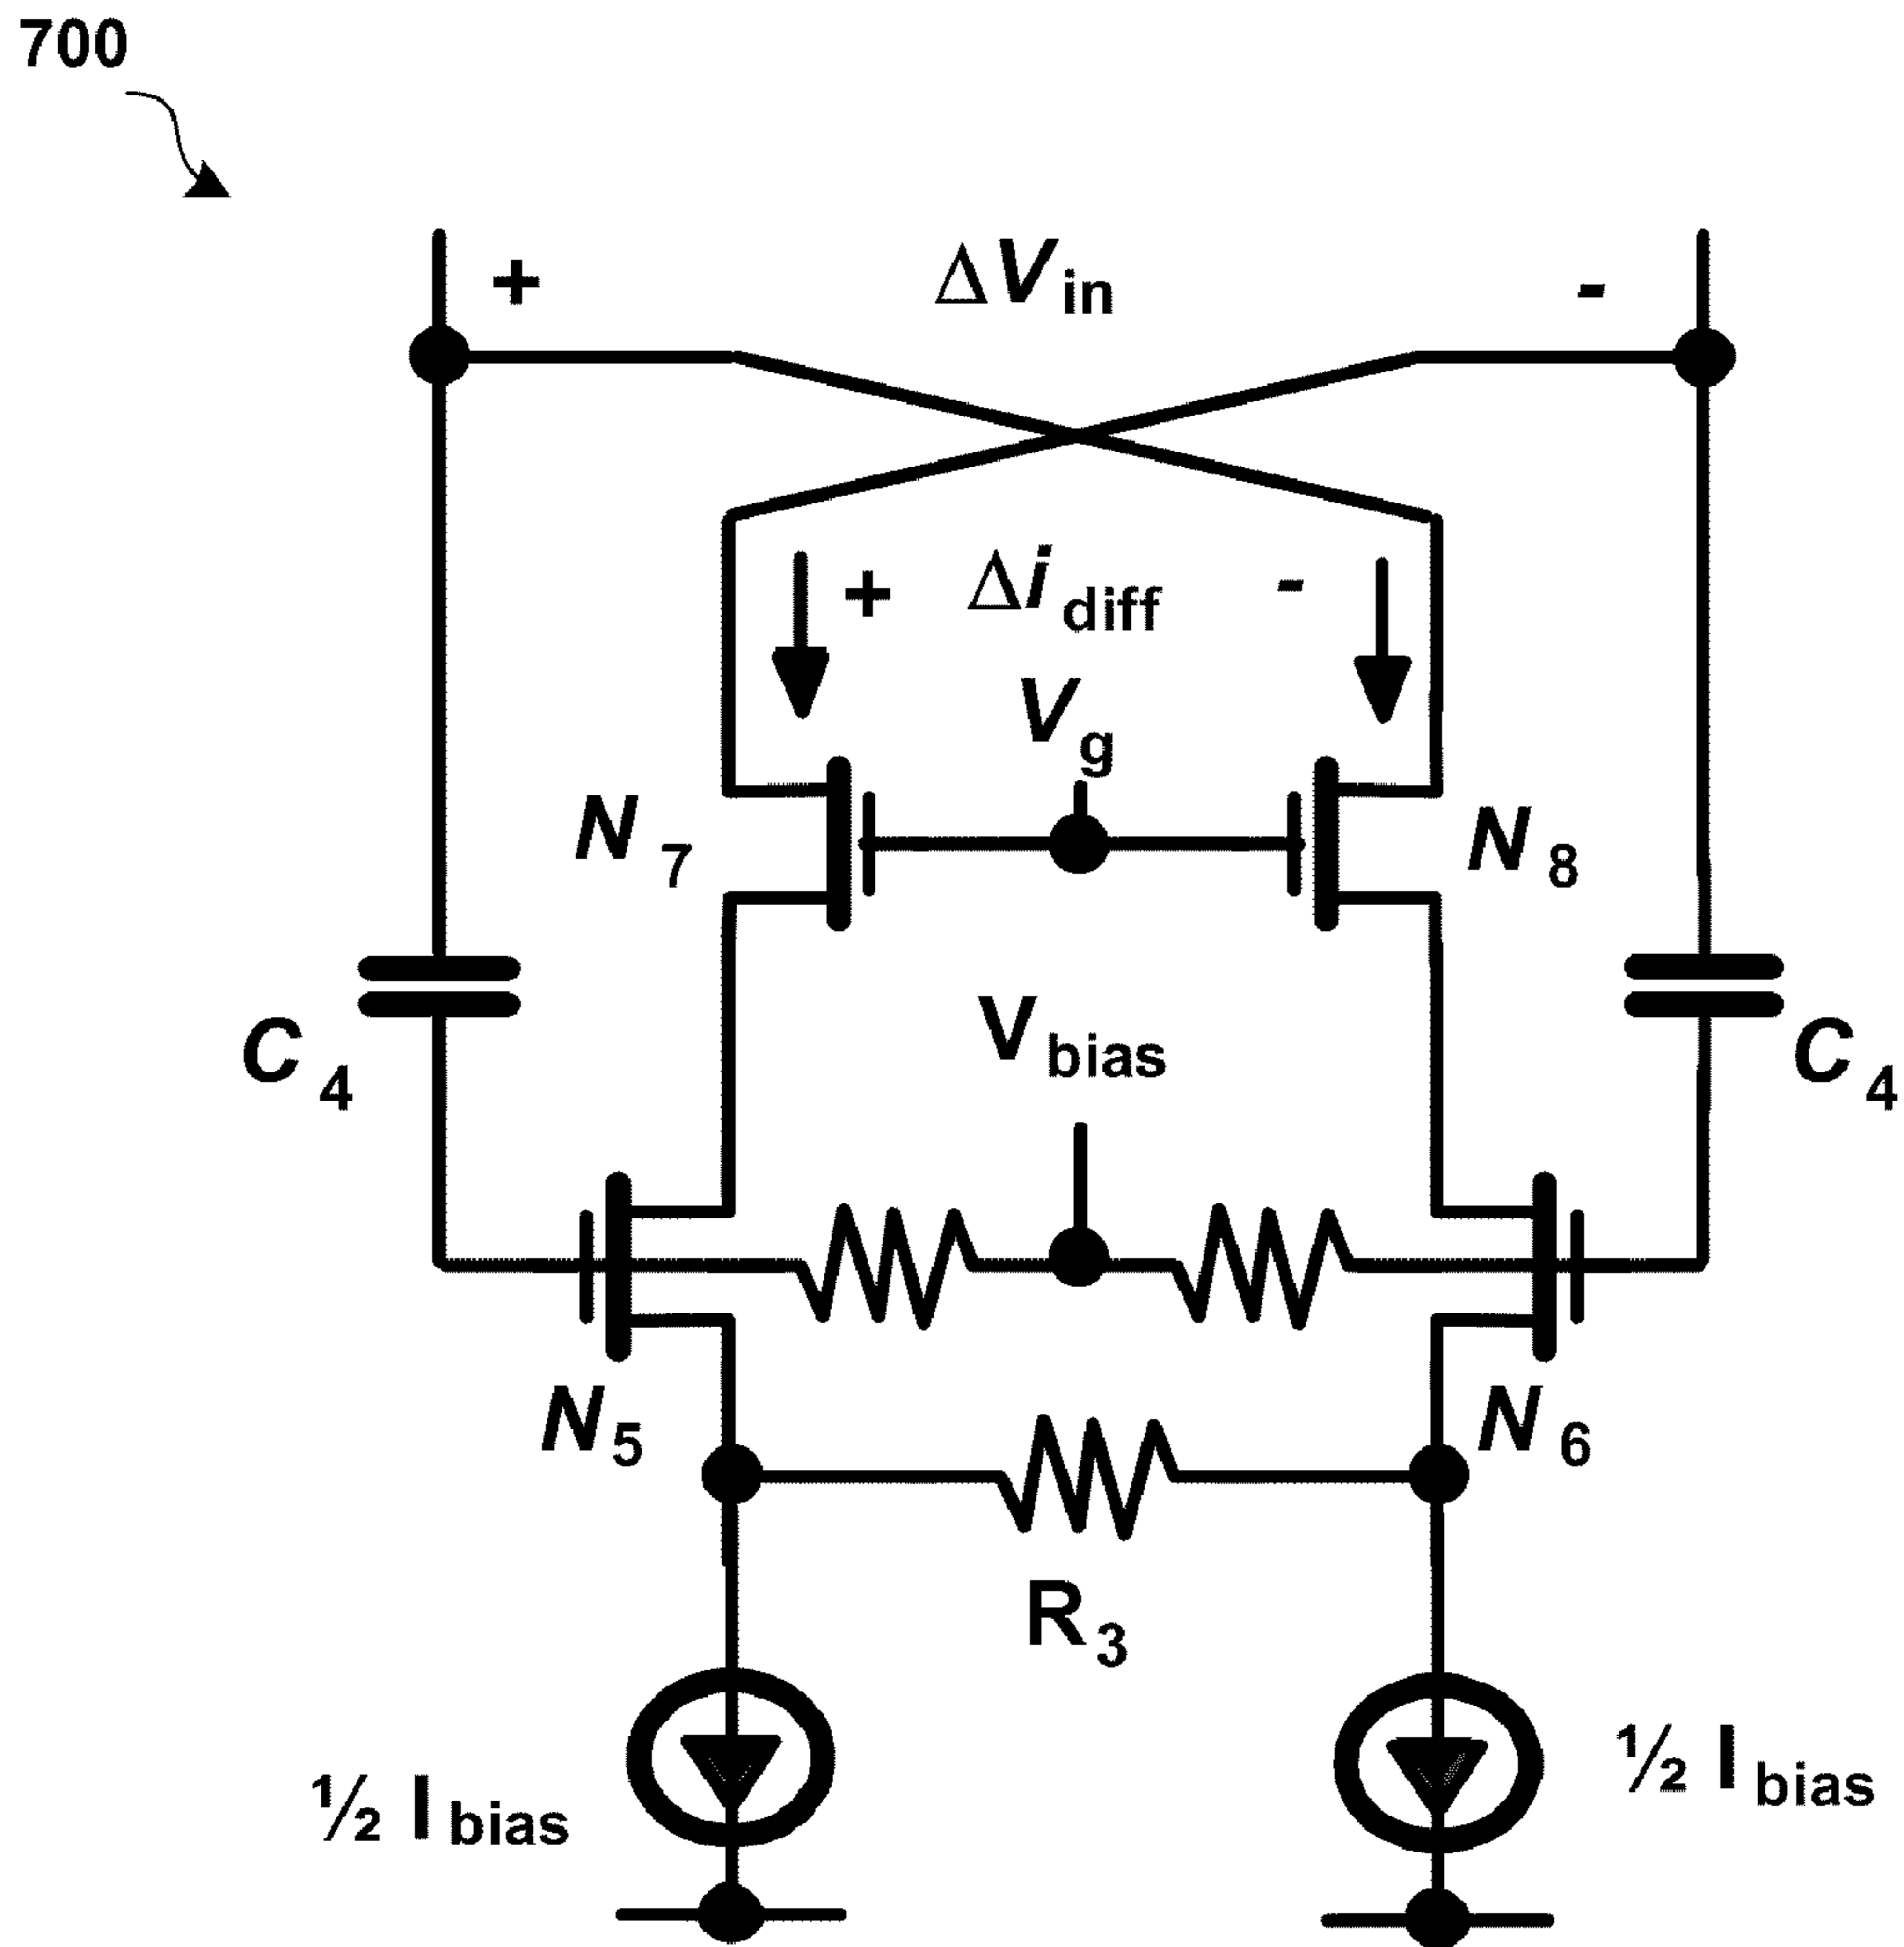 700
+ ΔVin -
+ Δidiff -
Vg
N7
N8
Vbias
C4
C4
N5
N6
R3
½ Ibias
½ Ibias